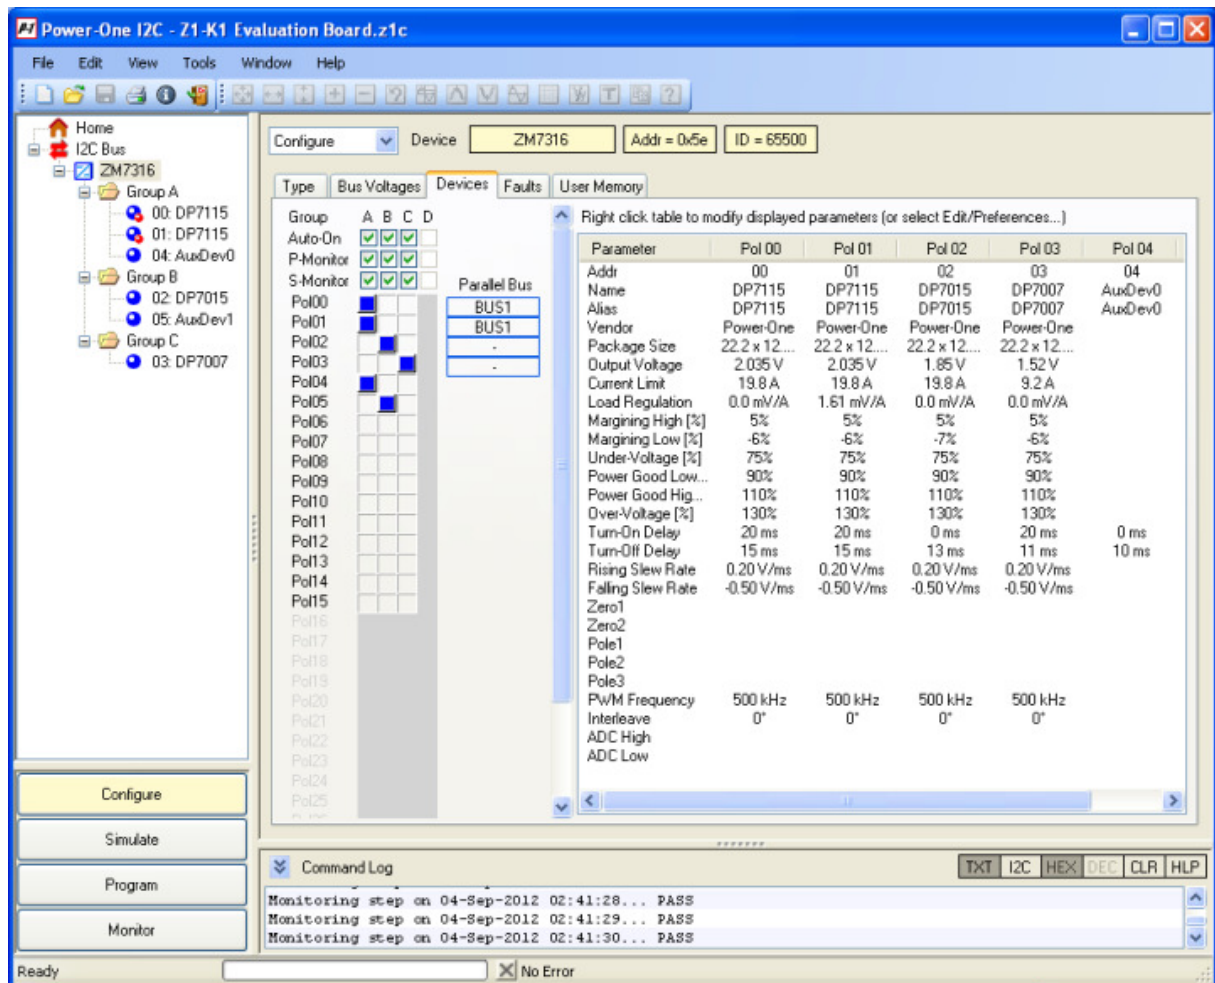 Power-One I2C - Z1-K1 Evaluation Board.z1c
File Edit View Tools Window Help
Home
I2C Bus
ZM7316
Group A
00: DP7115
01: DP7115
04: AuxDev0
Group B
02: DP7015
05: AuxDev1
Group C
03: DP7007
Configure
Simulate
Program
Monitor
Configure Device ZM7316 Addr = 0x5e ID = 65500
Type Bus Voltages Devices Faults User Memory
Group A B C D
Auto-On
P-Monitor
S-Monitor
Parallel Bus
Pol00 BUS1
Pol01 BUS1
Pol02 -
Pol03 -
Pol04
Pol05
Pol06
Pol07
Pol08
Pol09
Pol10
Pol11
Pol12
Pol13
Pol14
Pol15
Pol16
Pol17
Pol18
Pol19
Pol20
Pol21
Pol22
Pol23
Pol24
Pol25
Right click table to modify displayed parameters (or select Edit/Preferences...)
Parameter Pol 00 Pol 01 Pol 02 Pol 03 Pol 04
Addr 00 01 02 03 04
Name DP7115 DP7115 DP7015 DP7007 AuxDev0
Alias DP7115 DP7115 DP7015 DP7007 AuxDev0
Vendor Power-One Power-One Power-One Power-One
Package Size 22.2 x 12.... 22.2 x 12.... 22.2 x 12.... 22.2 x 12....
Output Voltage 2.035 V 2.035 V 1.85 V 1.52 V
Current Limit 19.8 A 19.8 A 19.8 A 9.2 A
Load Regulation 0.0 mV/A 1.61 mV/A 0.0 mV/A 0.0 mV/A
Margining High [%] 5% 5% 5% 5%
Margining Low [%] -6% -6% -7% -6%
Under-Voltage [%] 75% 75% 75% 75%
Power Good Low... 90% 90% 90% 90%
Power Good Hig... 110% 110% 110% 110%
Over-Voltage [%] 130% 130% 130% 130%
Turn-On Delay 20 ms 20 ms 0 ms 20 ms 0 ms
Turn-Off Delay 15 ms 15 ms 13 ms 11 ms 10 ms
Rising Slew Rate 0.20 V/ms 0.20 V/ms 0.20 V/ms 0.20 V/ms
Falling Slew Rate -0.50 V/ms -0.50 V/ms -0.50 V/ms -0.50 V/ms
Zero1
Zero2
Pole1
Pole2
Pole3
PWM Frequency 500 kHz 500 kHz 500 kHz 500 kHz
Interleave 0° 0° 0° 0°
ADC High
ADC Low
Command Log TXT I2C HEX DEC CLR HLP
Monitoring step on 04-Sep-2012 02:41:28... PASS
Monitoring step on 04-Sep-2012 02:41:29... PASS
Monitoring step on 04-Sep-2012 02:41:30... PASS
Ready No Error